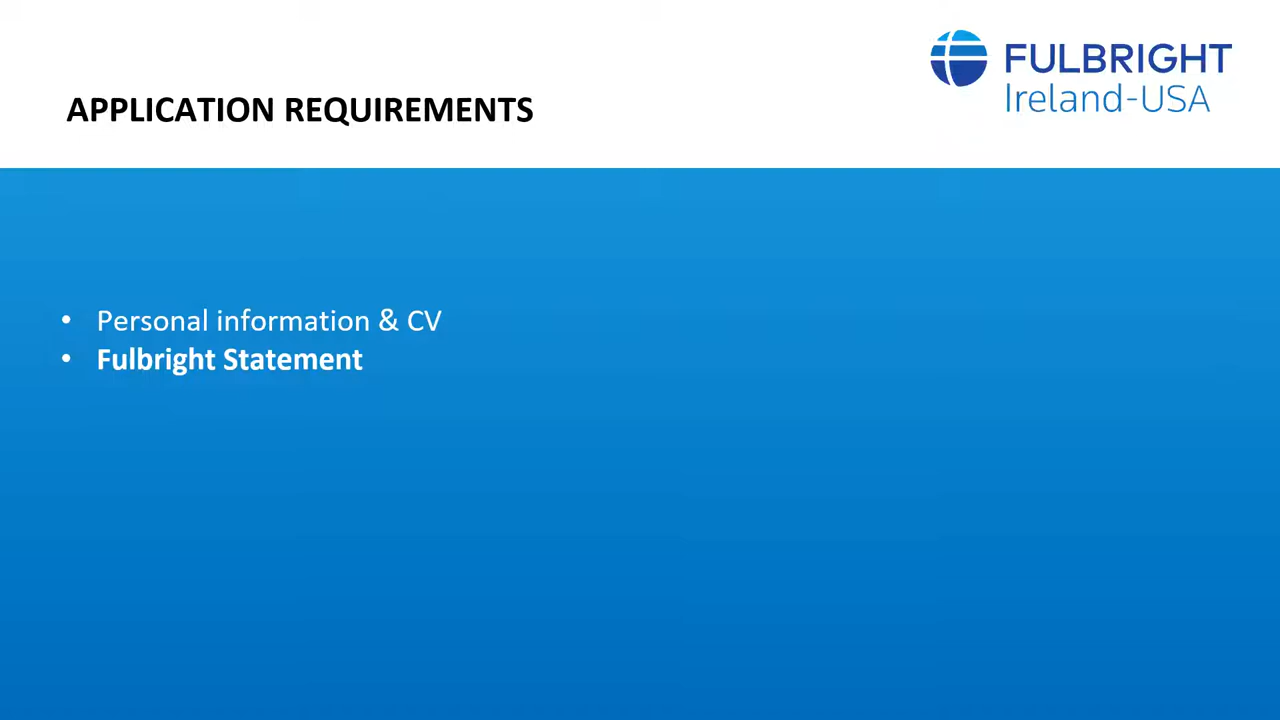 FULBRIGHT
Ireland-USA
APPLICATION REQUIREMENTS
• Personal information & CV
• Fulbright Statement